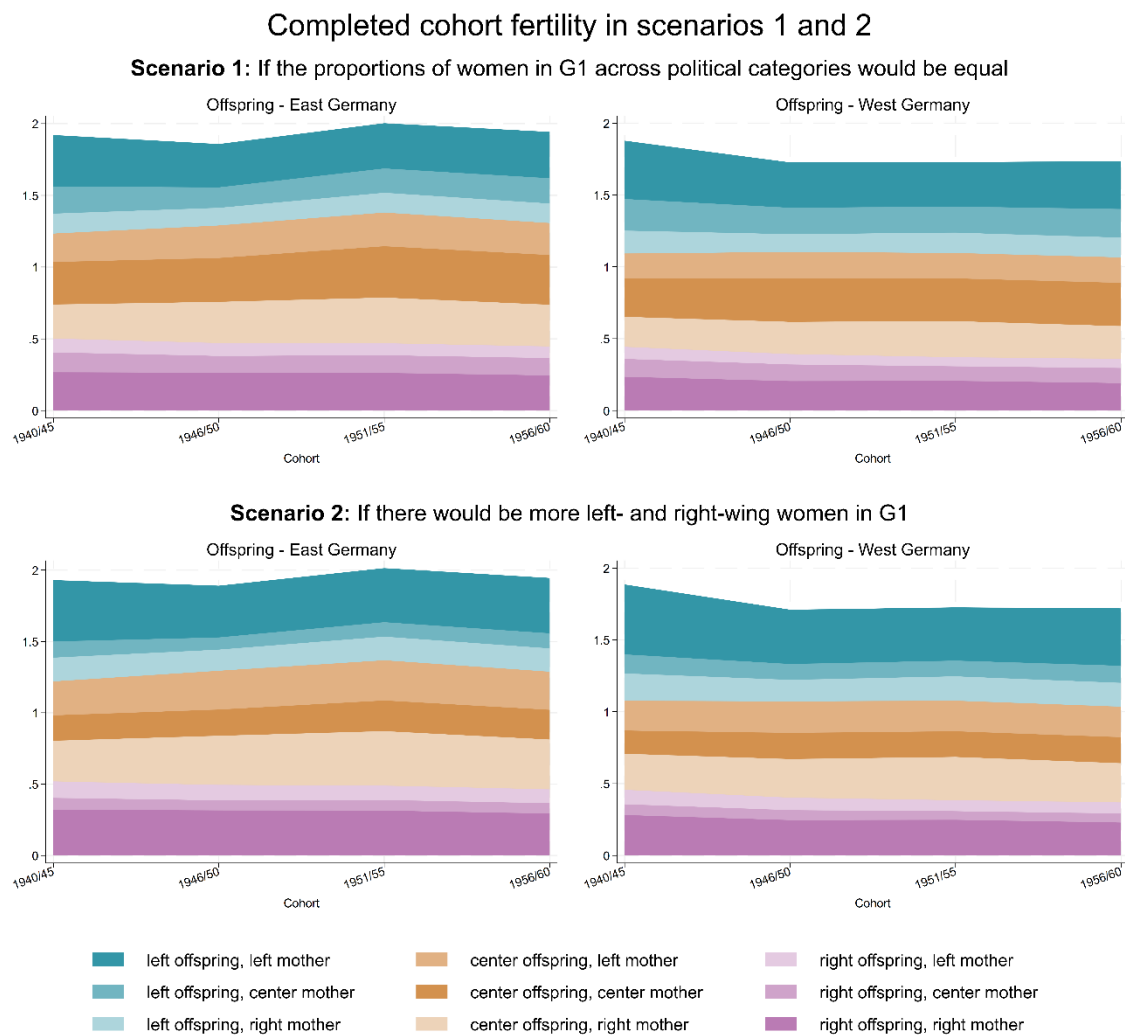 Completed cohort fertility in scenarios 1 and 2
Scenario 1: If the proportions of women in G1 across political categories would be equal
Offspring - East Germany
2
1.5
1
.5
0
1940/45
1946/50
1951/55
1956/60
Cohort
Offspring - West Germany
2
1.5
1
.5
0
1940/45
1946/50
1951/55
1956/60
Cohort
Scenario 2: If there would be more left- and right-wing women in G1
Offspring - East Germany
2
1.5
1
.5
0
1940/45
1946/50
1951/55
1956/60
Cohort
Offspring - West Germany
2
1.5
1
.5
0
1940/45
1946/50
1951/55
1956/60
Cohort
left offspring, left mother
center offspring, left mother
right offspring, left mother
left offspring, center mother
center offspring, center mother
right offspring, center mother
left offspring, right mother
center offspring, right mother
right offspring, right mother